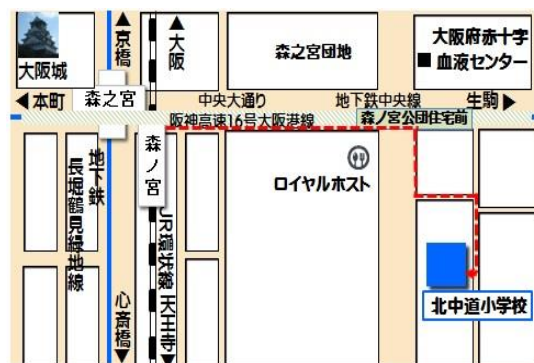 ▲京橋
▲大阪
大阪城
森之宮団地
大阪府赤十字
■血液センター
◀本町
森之宮
中央大通り
地下鉄中央線
生駒▶
阪神高速16号大阪港線
森ノ宮公団住宅前
森ノ宮
ロイヤルホスト
地下鉄
長堀鶴見緑地線
JR環状線
北中道小学校
心斎橋▼
天王寺▼